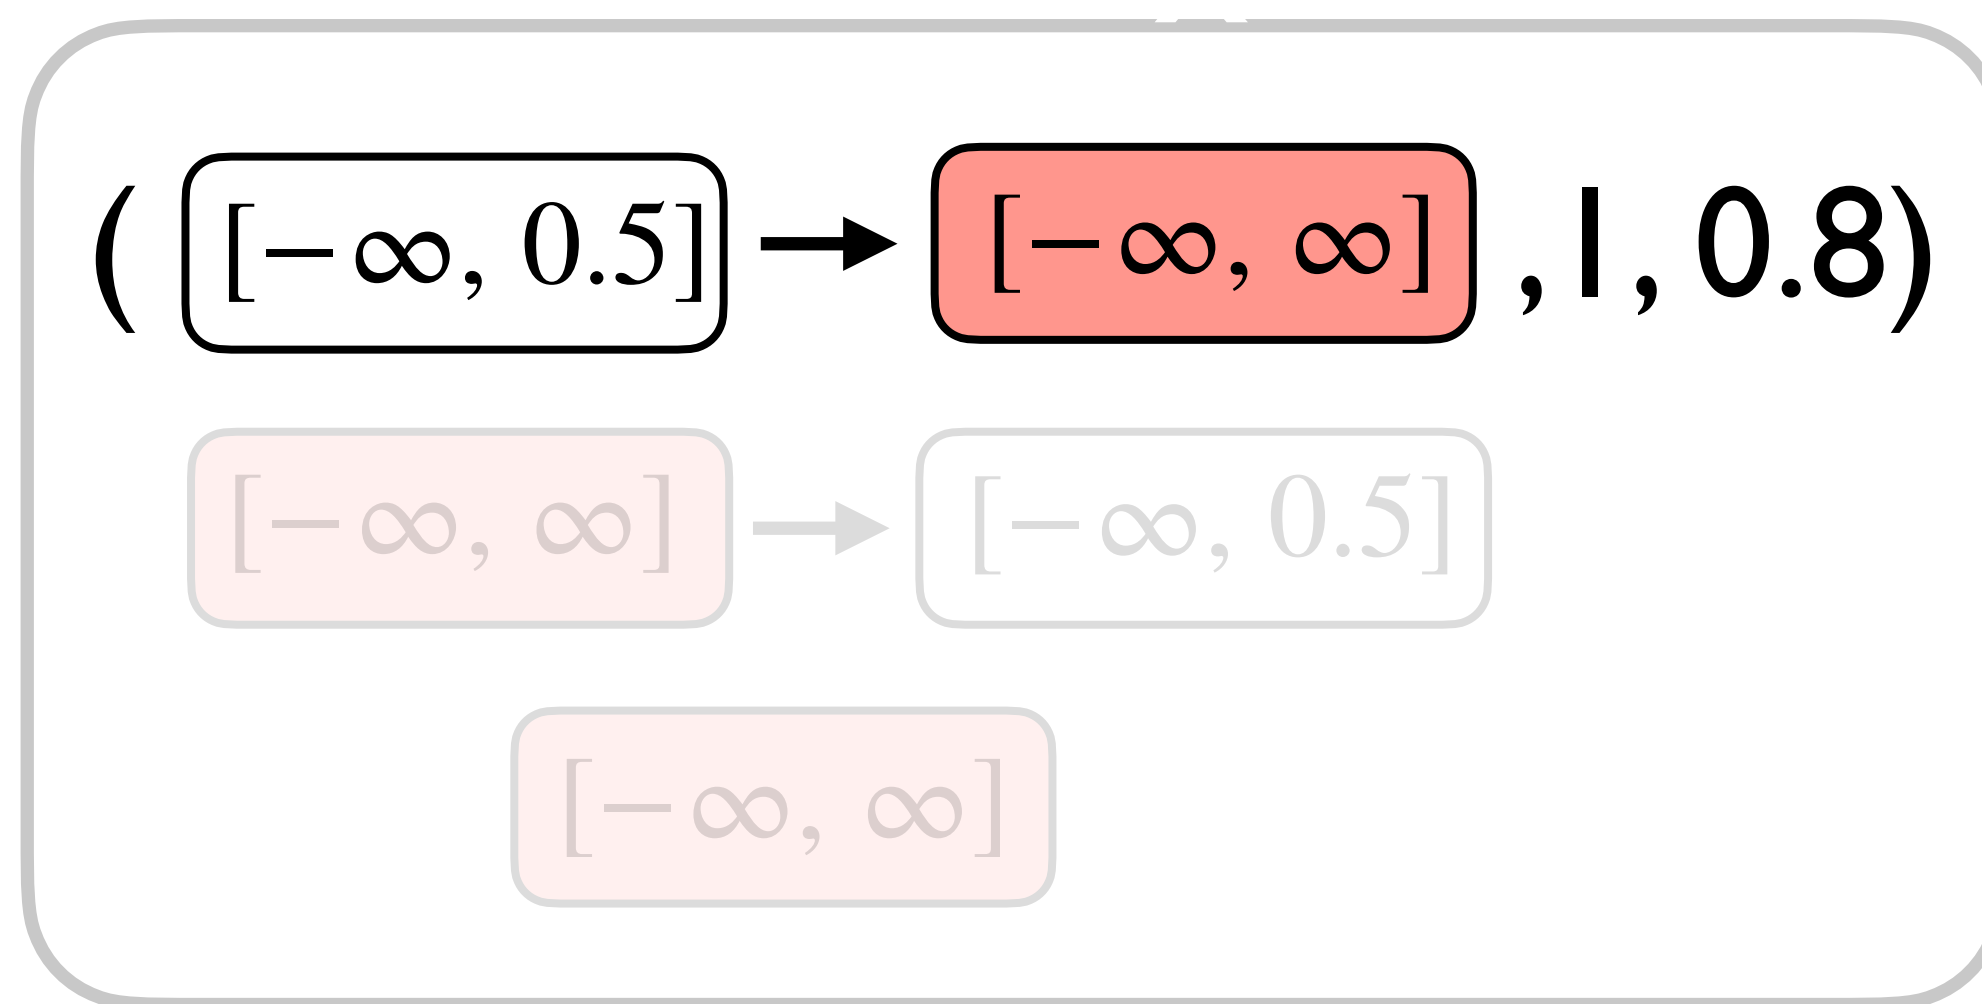 ( [−∞, 0.5] → [−∞, ∞] , 1, 0.8)
[−∞, ∞] → [−∞, 0.5]
[−∞, ∞]